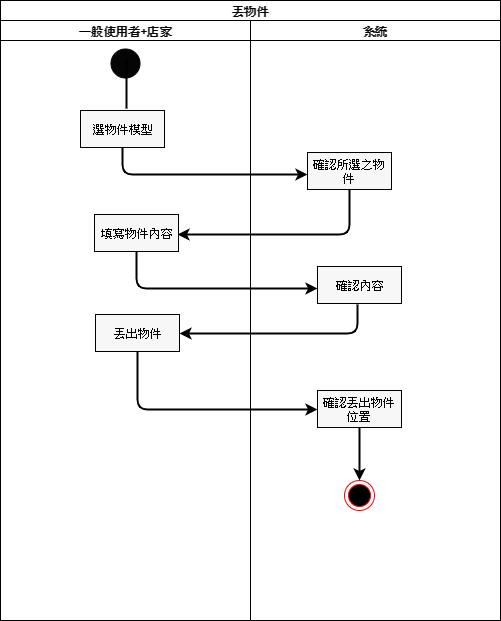 丟物件
一般使用者+店家
系統
選物件模型
確認所選之物
件
填寫物件內容
確認內容
丟出物件
確認丟出物件
位置